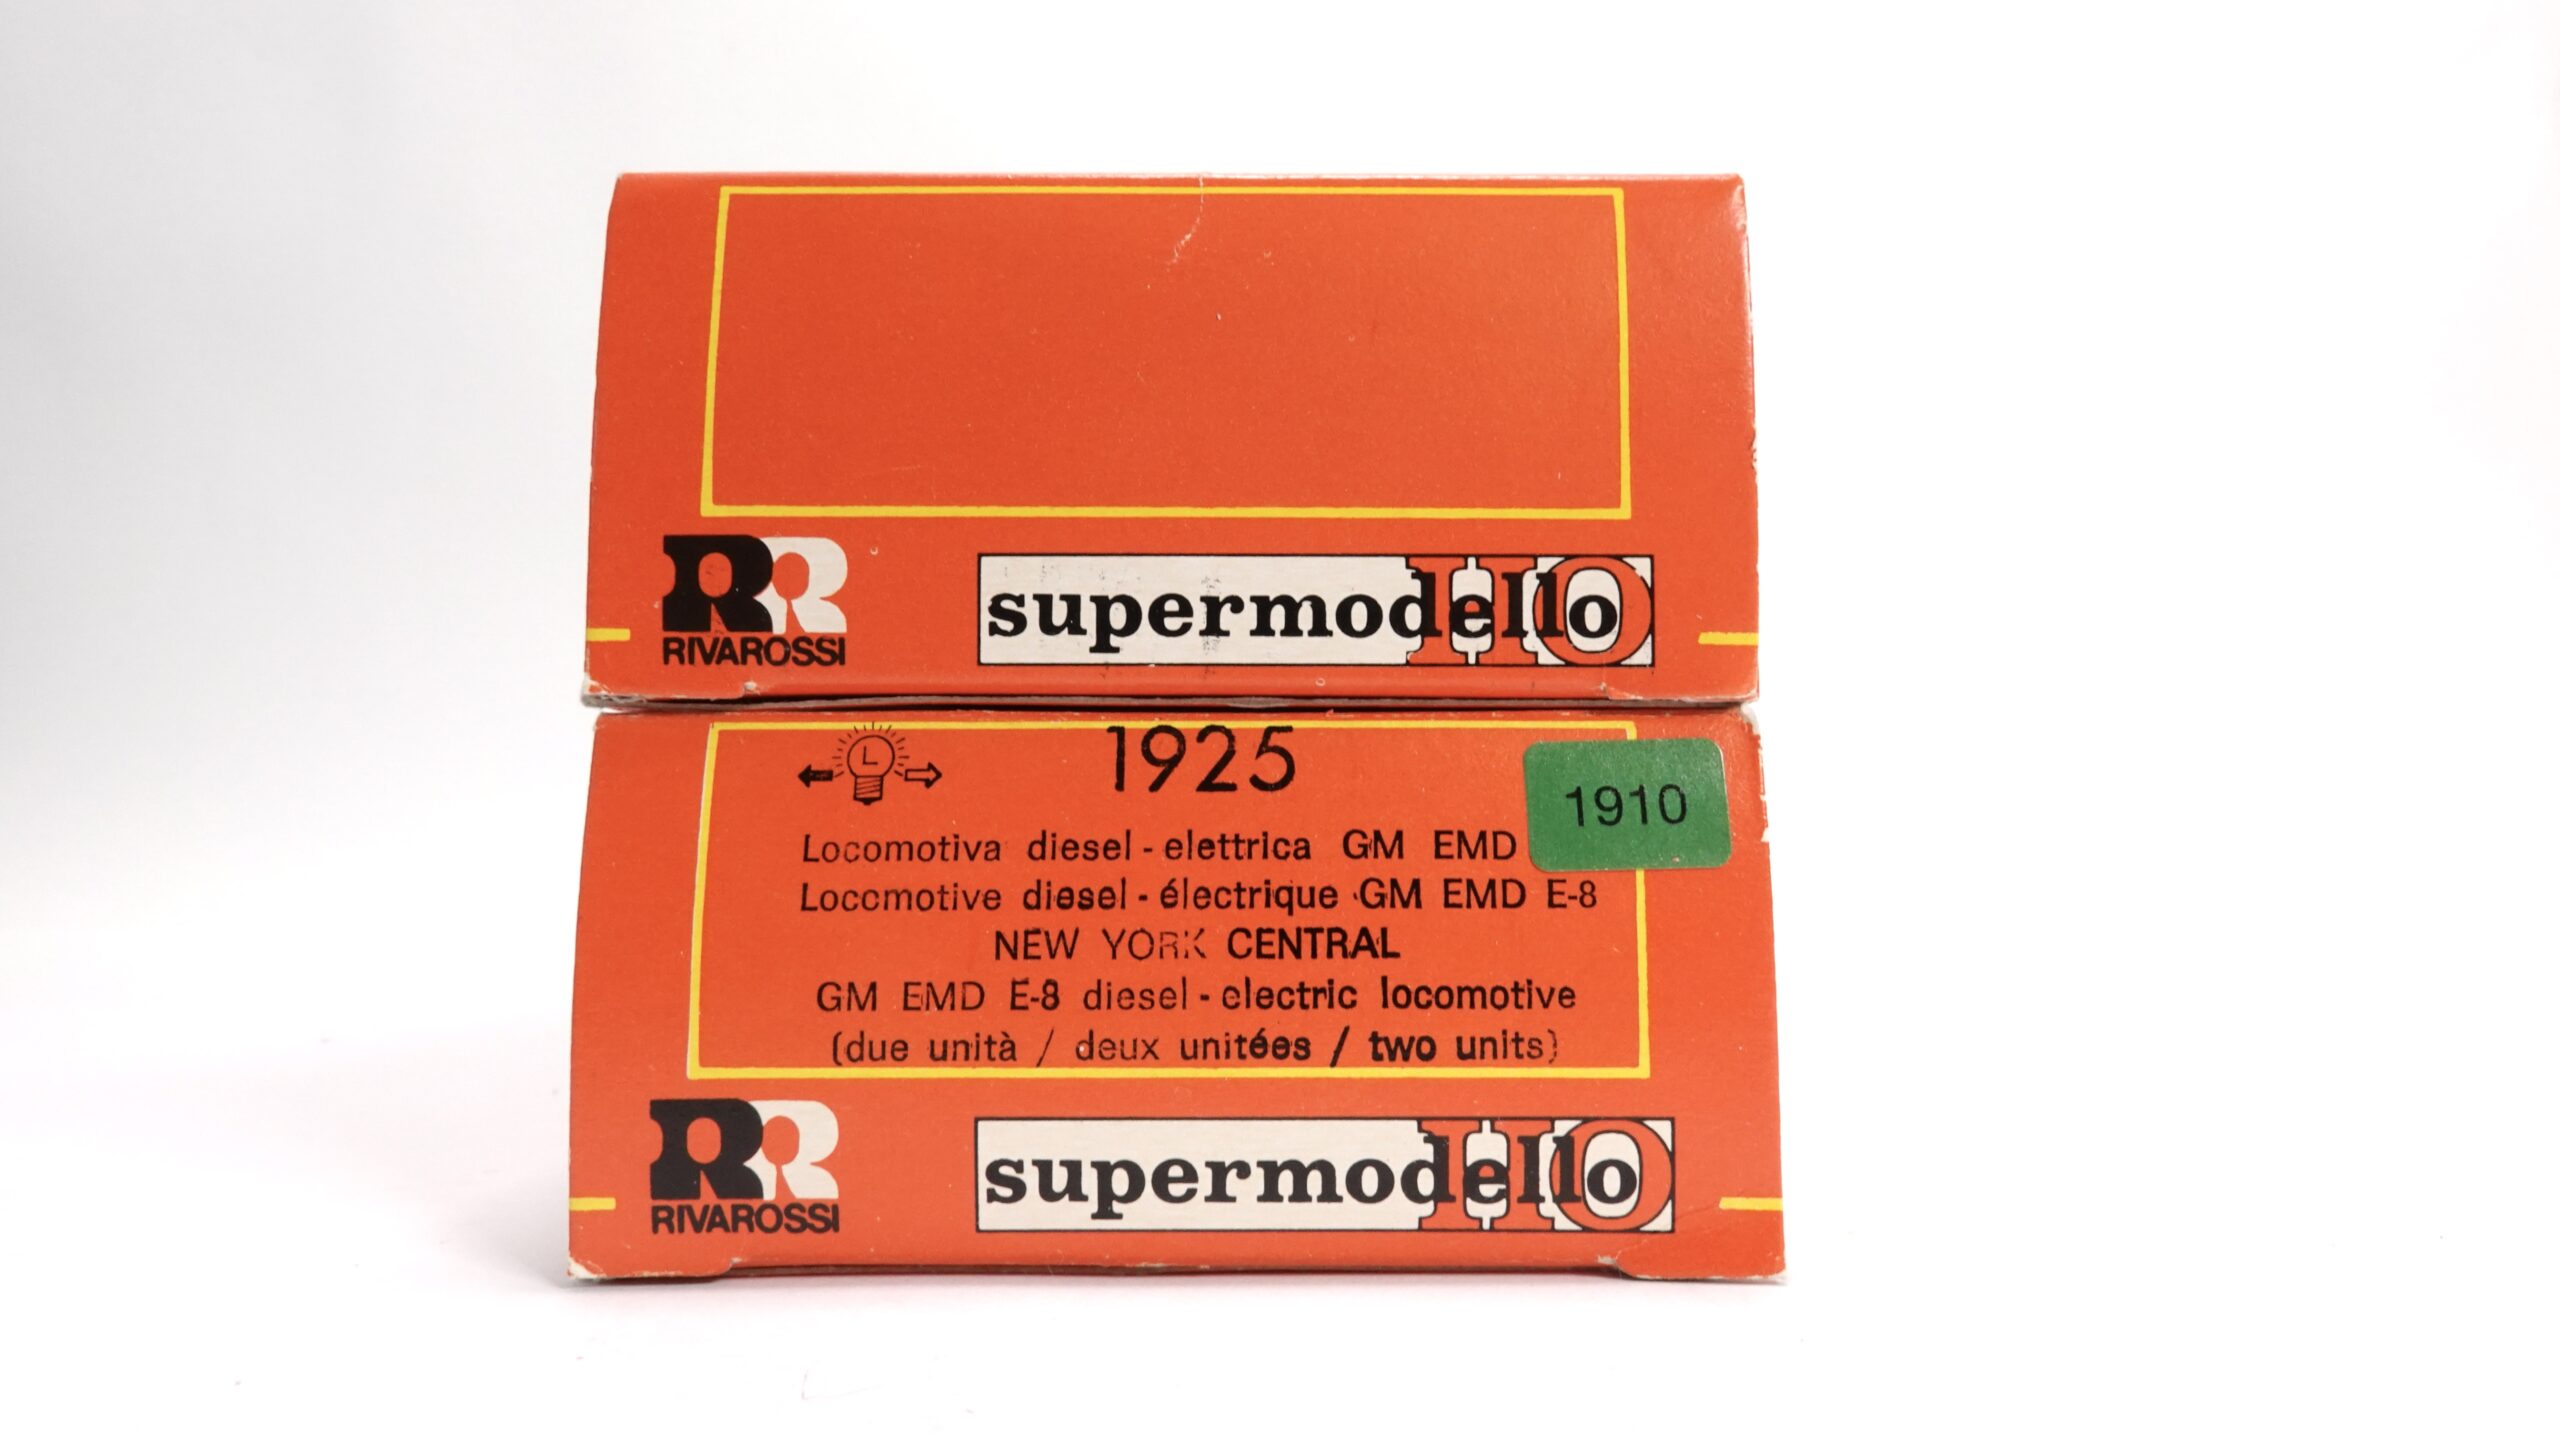 RR
RIVAROSSI
supermodello HO
L
1925
1910
Locomotiva diesel - elettrica GM EMD
Locomotive diesel - électrique GM EMD E-8
NEW YORK CENTRAL
GM EMD E-8 diesel - electric locomotive
(due unità / deux unitées / two units)
RR
RIVAROSSI
supermodello HO